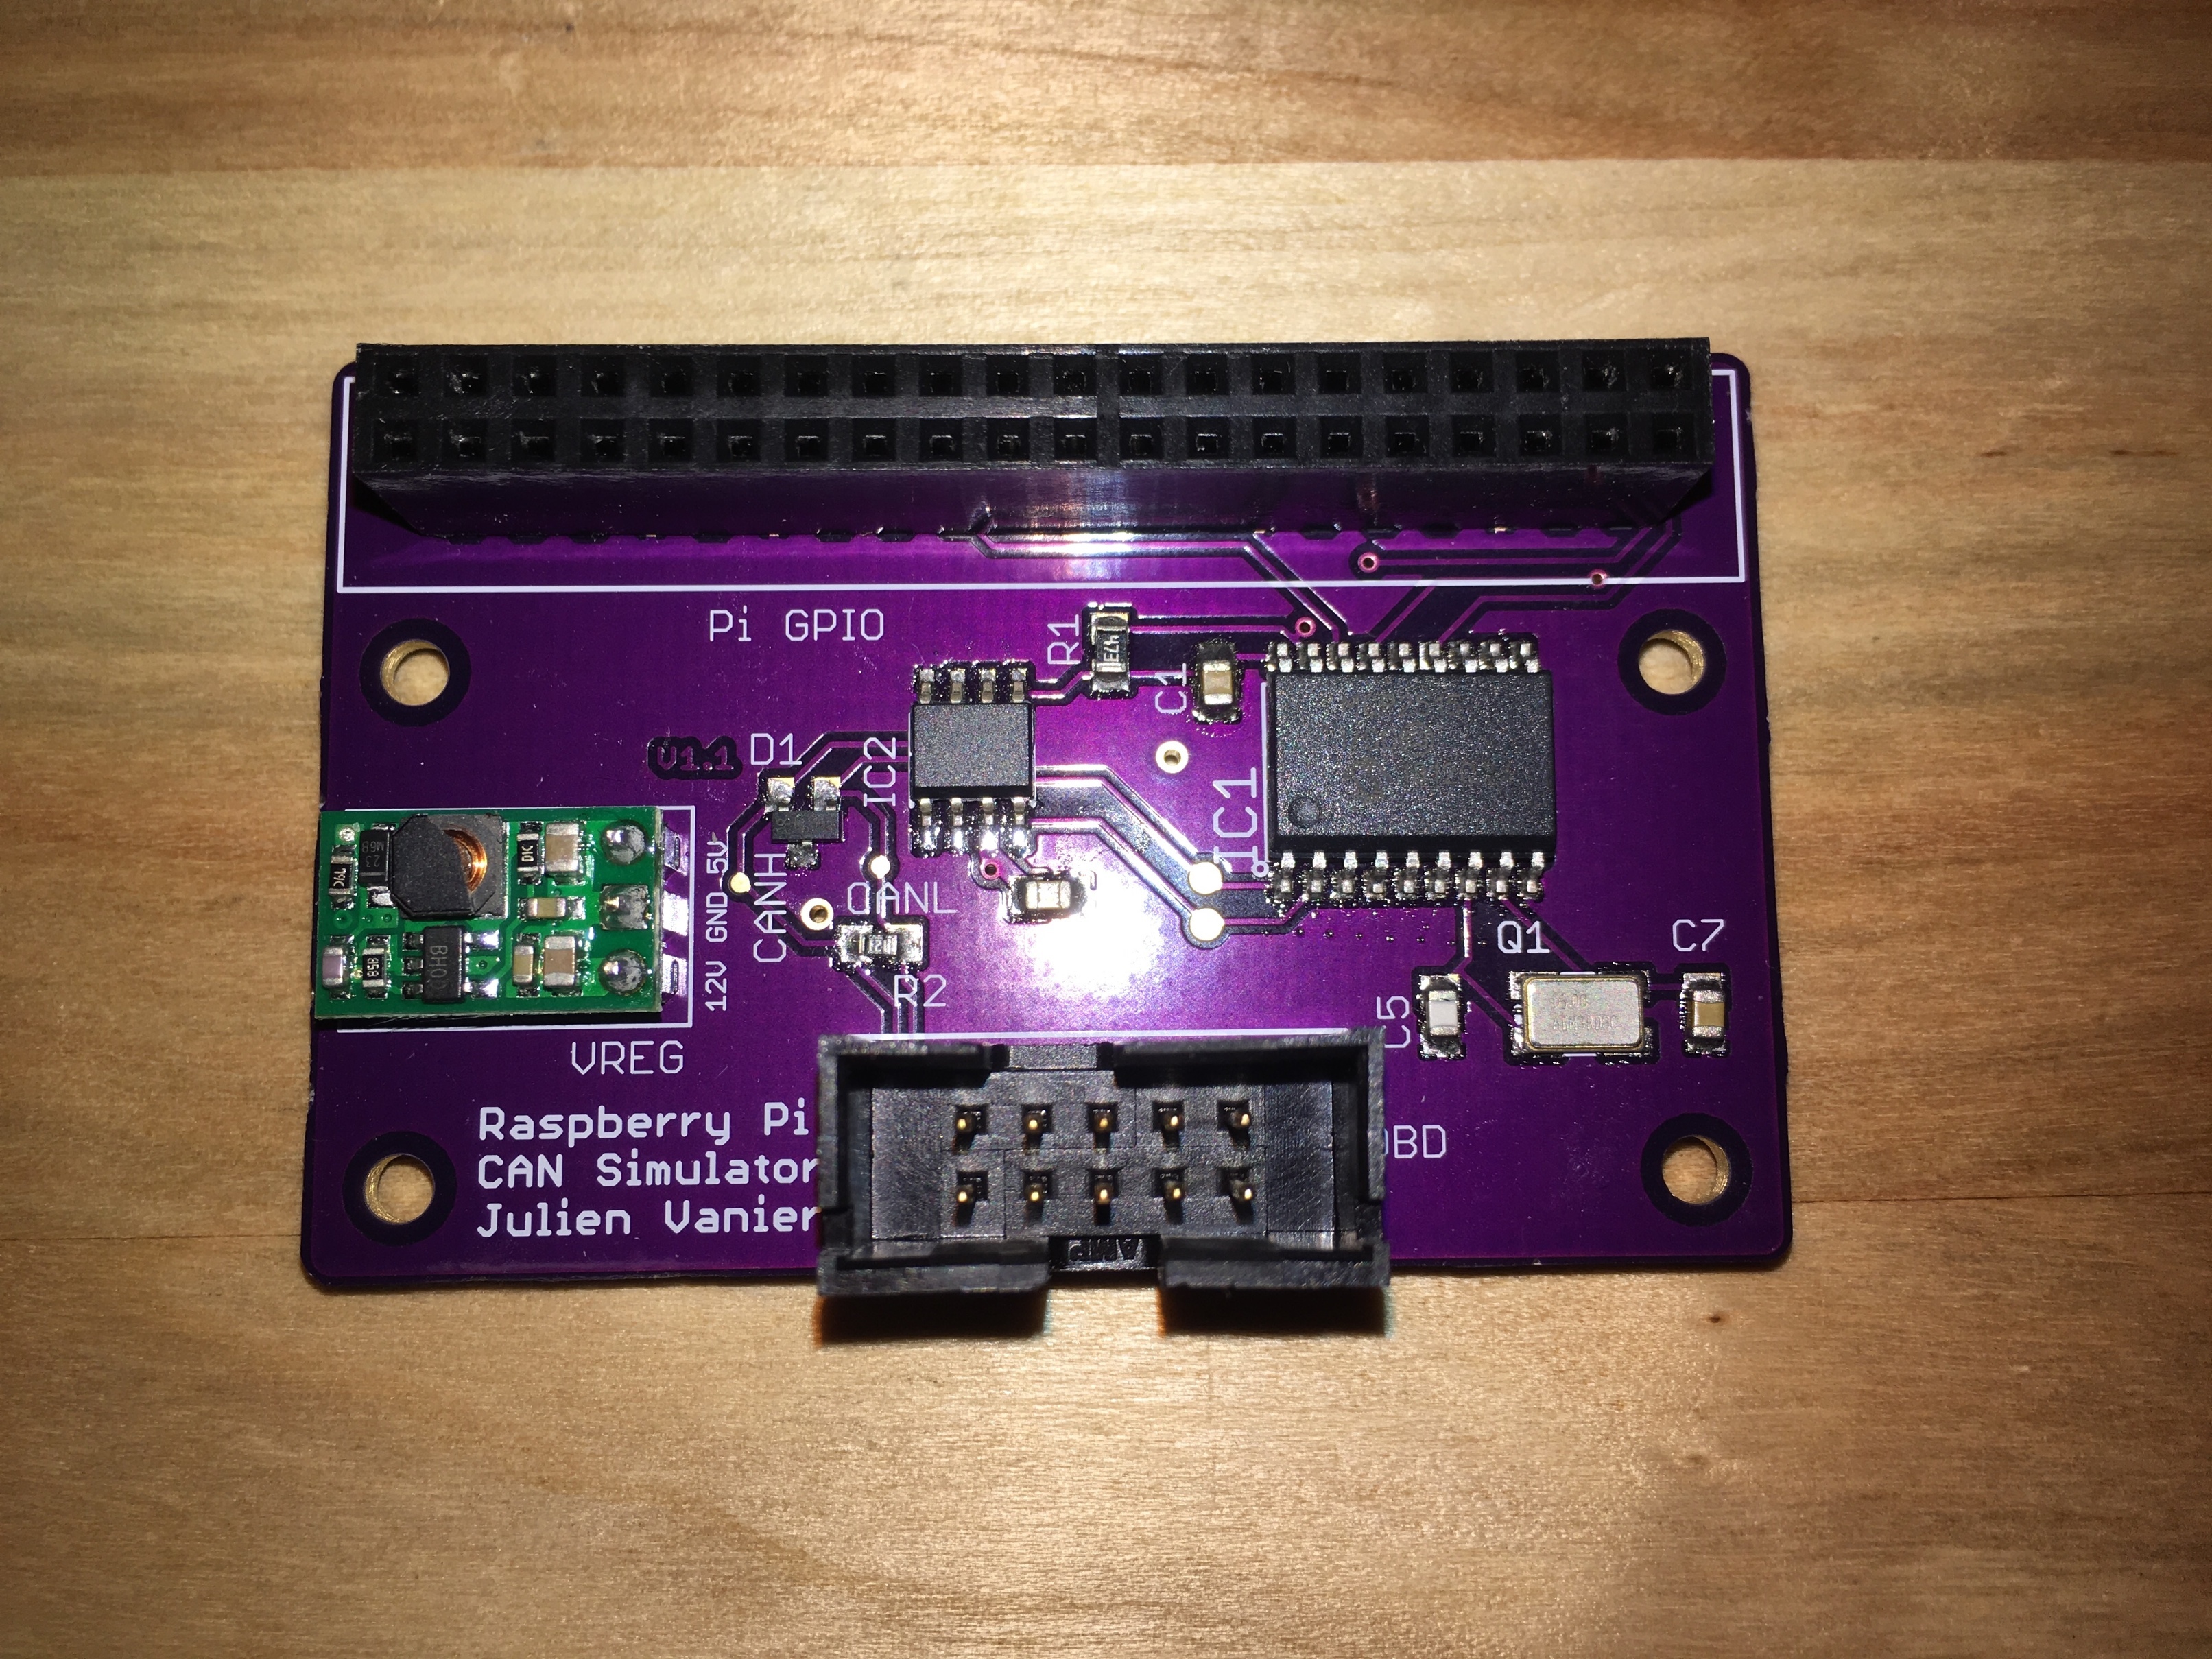 Pi GPIO
R1
473
C1
V1.1
D1
IC2
IC1
12V GND 5V
CANH
CANL
R2
Q1
C7
C5
VREG
Raspberry Pi
CAN Simulator
Julien Vanier
OBD